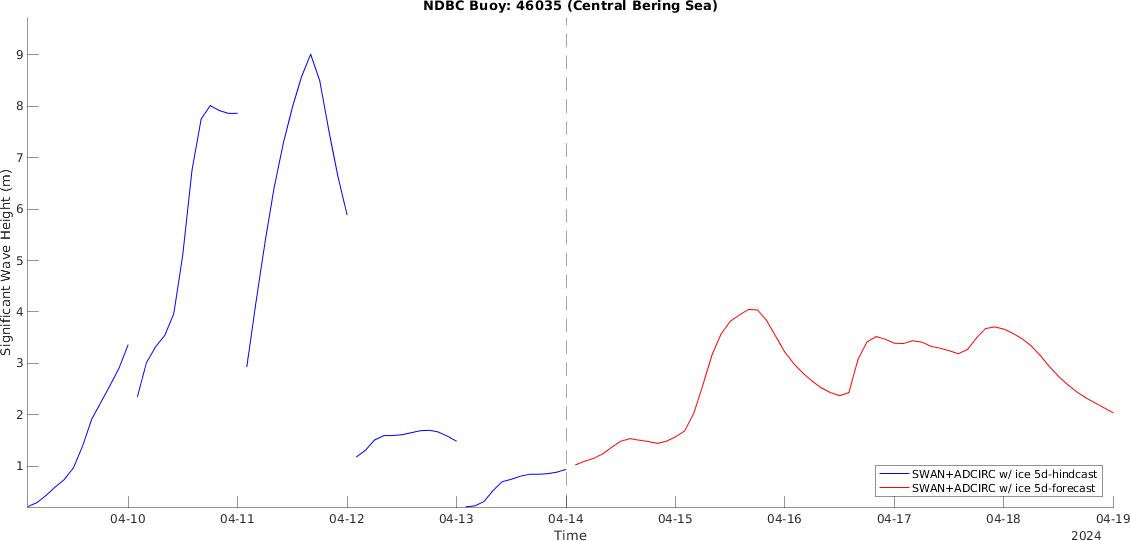 NDBC Buoy: 46035 (Central Bering Sea)
Significant Wave Height (m)
9
8
7
6
5
4
3
2
1
SWAN+ADCIRC w/ ice 5d-hindcast
SWAN+ADCIRC w/ ice 5d-forecast
04-10 04-11 04-12 04-13 04-14 04-15 04-16 04-17 04-18 04-19
Time
2024